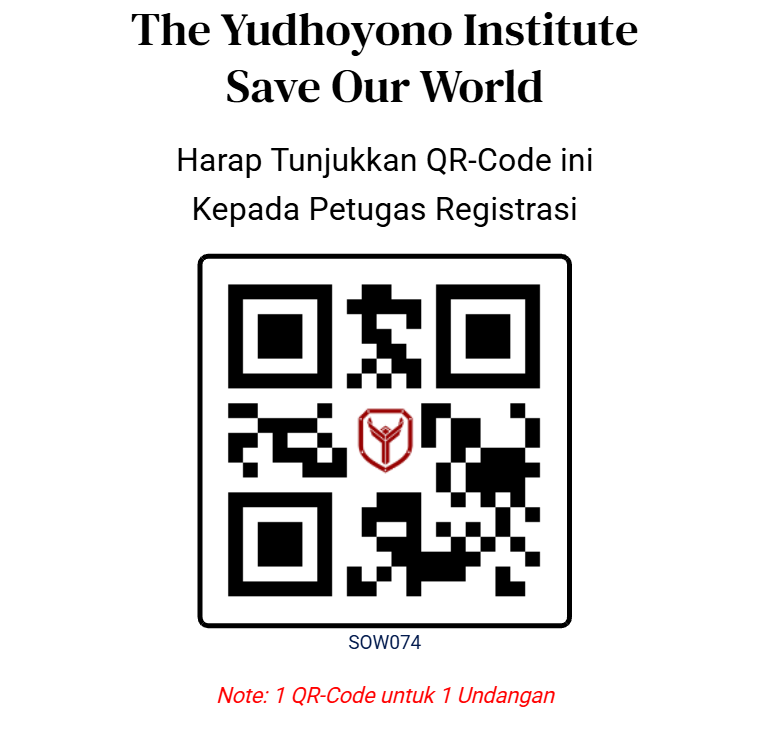 The Yudhoyono Institute
Save Our World
Harap Tunjukkan QR-Code ini
Kepada Petugas Registrasi
SOW074
Note: 1 QR-Code untuk 1 Undangan